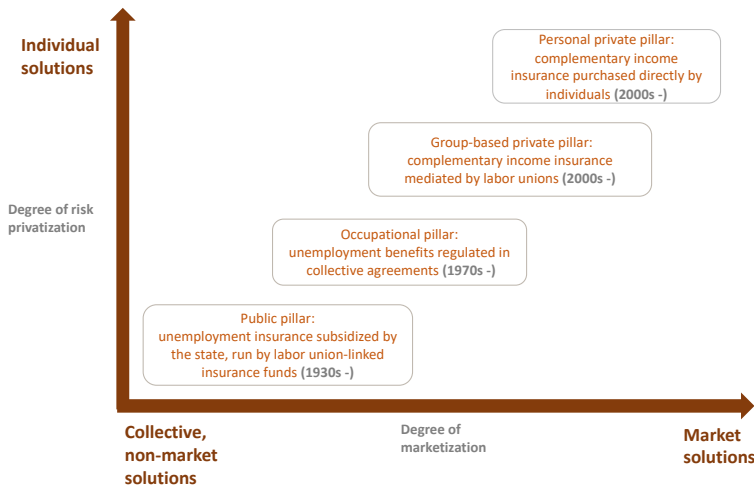 Individual
solutions
Personal private pillar:
complementary income
insurance purchased directly by
individuals (2000s -)
Group-based private pillar:
complementary income insurance
mediated by labor unions (2000s -)
Degree of risk
privatization
Occupational pillar:
unemployment benefits regulated in
collective agreements (1970s -)
Public pillar:
unemployment insurance subsidized by
the state, run by labor union-linked
insurance funds (1930s -)
Collective,
non-market
solutions
Degree of
marketization
Market
solutions